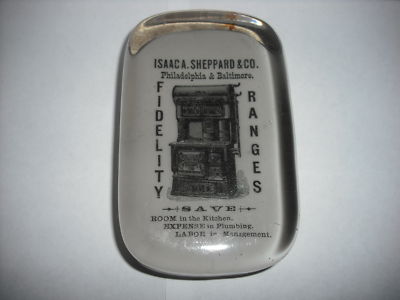 ISAAC A. SHEPPARD & CO.
Philadelphia & Baltimore.
FIDELITY
RANGES
SAVE
ROOM in the Kitchen.
EXPENSE in Plumbing.
LABOR in Management.